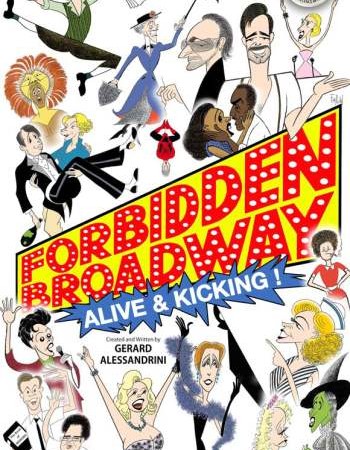 FORBIDDEN
BROADWAY
ALIVE & KICKING!
Created and Written by
GERARD
ALESSANDRINI